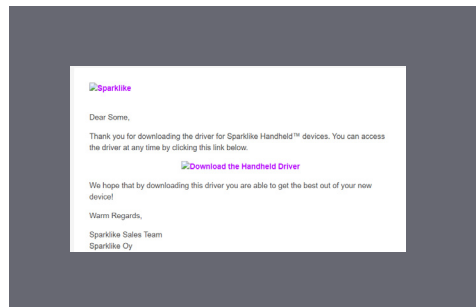 Sparklike
Dear Some,
Thank you for downloading the driver for Sparklike Handheld™ devices. You can access
the driver at any time by clicking this link below.
Download the Handheld Driver
We hope that by downloading this driver you are able to get the best out of your new
device!
Warm Regards,
Sparklike Sales Team
Sparklike Oy